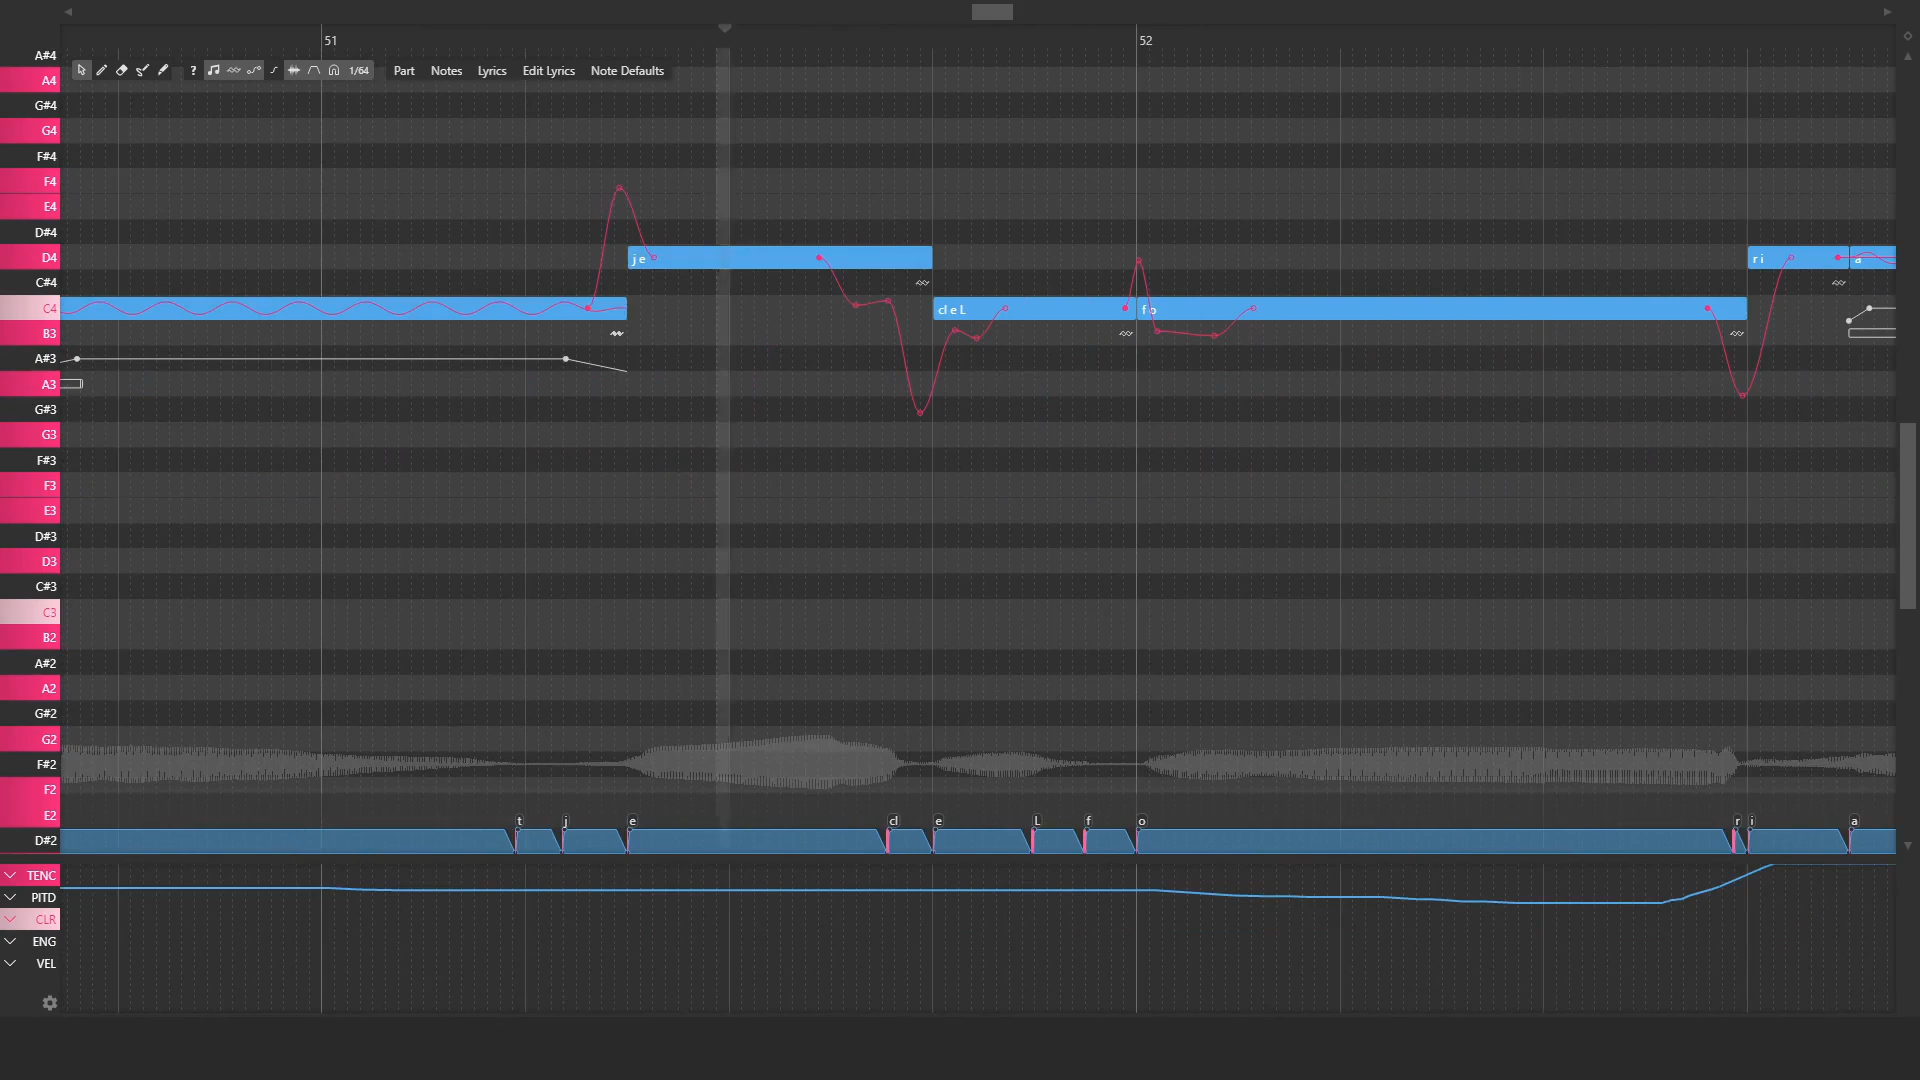 51 52
A#4
? 1/64 Part Notes Lyrics Edit Lyrics Note Defaults
A4
G#4
G4
F#4
F4
E4
D#4
D4 je ri a
C#4
C4 cleL fo
B3
A#3
A3
G#3
G3
F#3
F3
E3
D#3
D3
C#3
C3
B2
A#2
A2
G#2
G2
F#2
F2
E2
t j e cl e L f o r i a
D#2
TENC
PITD
CLR
ENG
VEL